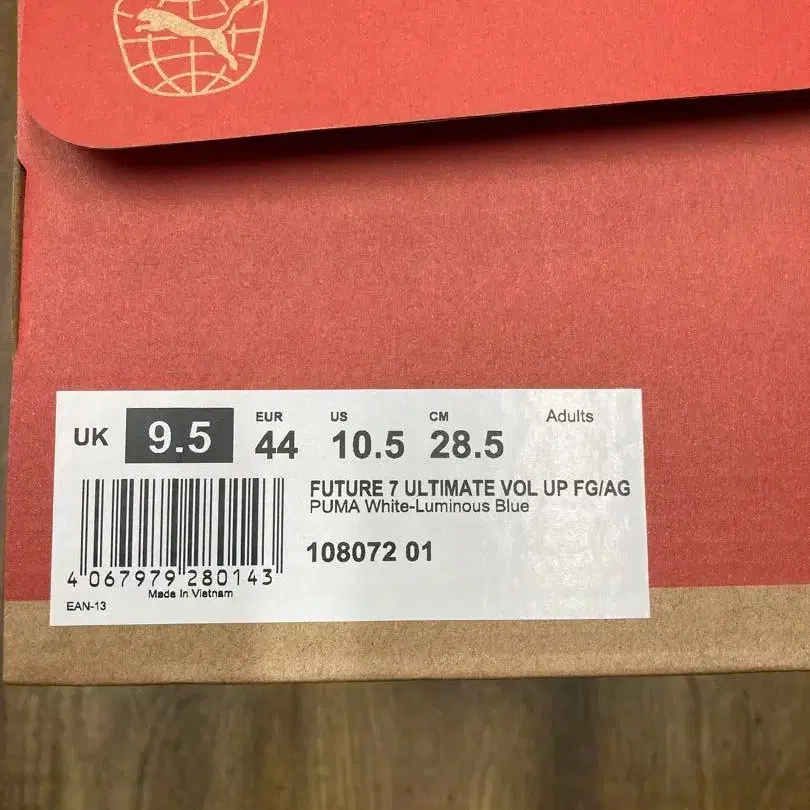 UK 9.5 EUR 44 US 10.5 CM 28.5 Adults
FUTURE 7 ULTIMATE VOL UP FG/AG
PUMA White-Luminous Blue
108072 01
4 067979 280143
Made in Vietnam
EAN-13